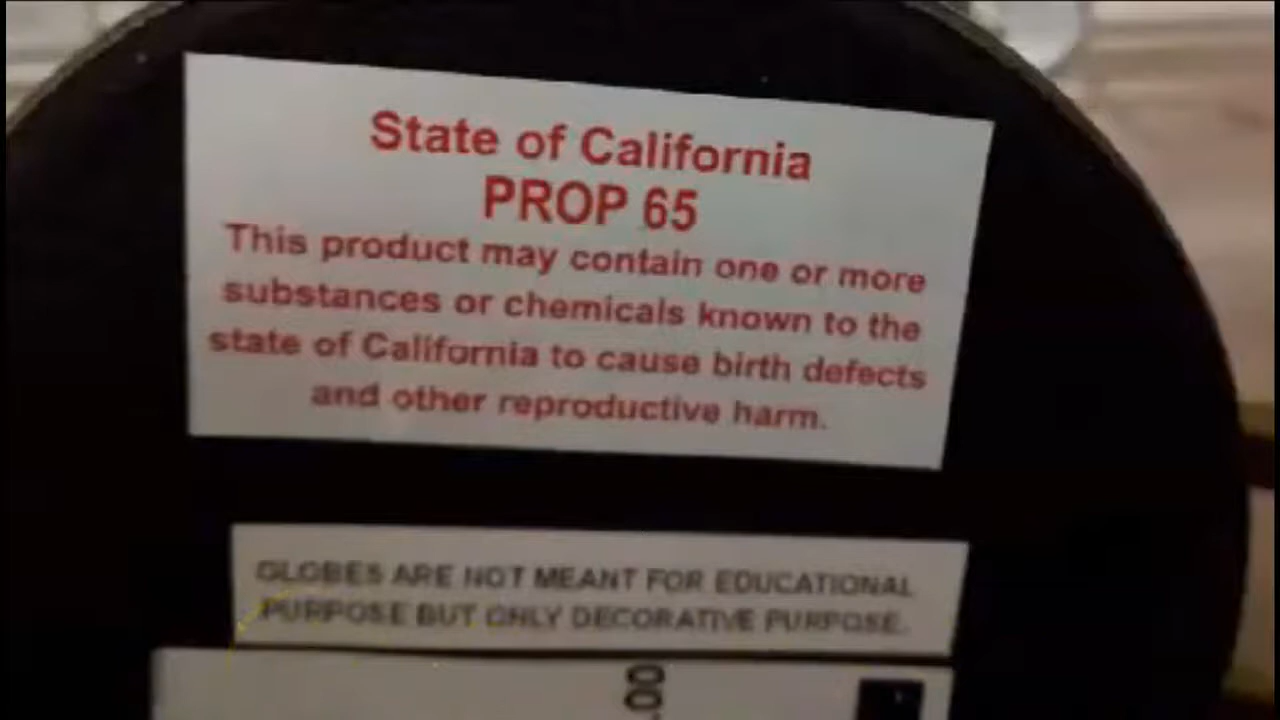 State of California
PROP 65
This product may contain one or more
substances or chemicals known to the
state of California to cause birth defects
and other reproductive harm.
GLOBES ARE NOT MEANT FOR EDUCATIONAL
PURPOSE BUT ONLY DECORATIVE PURPOSE.